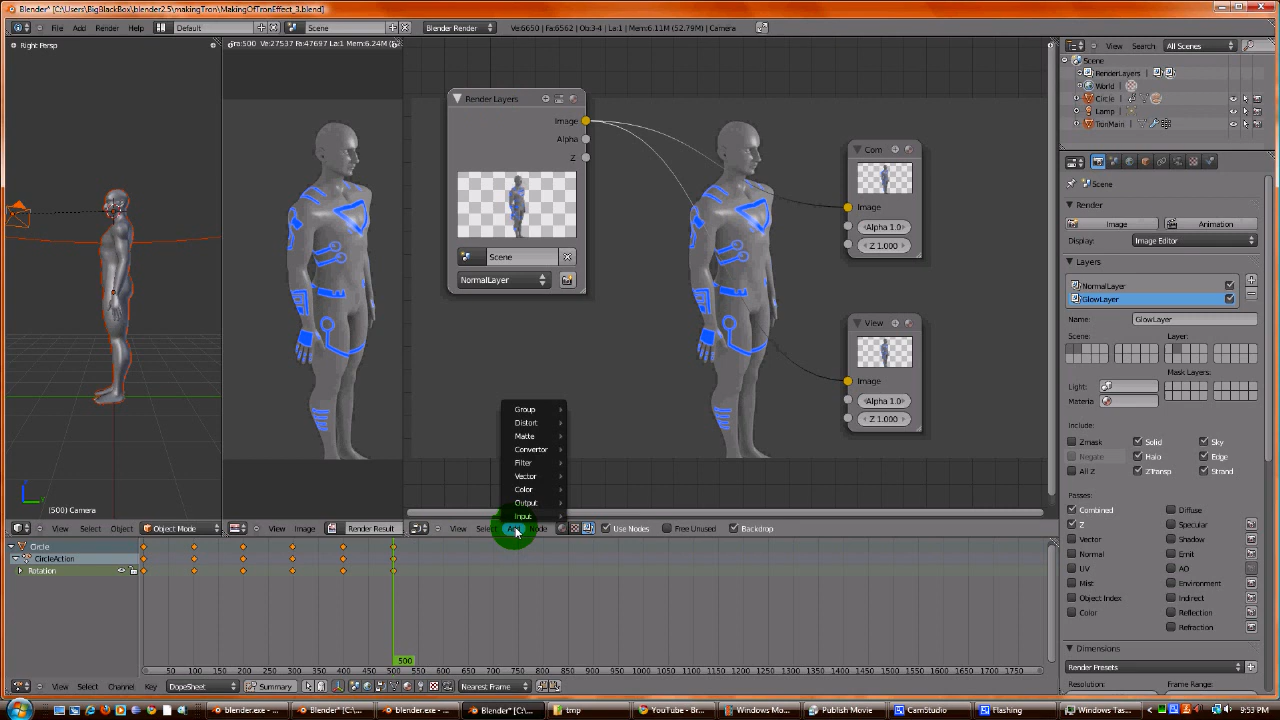 Blender* [C:\Users\BigBlackBox\blender2.5\makingTron\MakingOfTronEffect_3.blend]
File Add Render Help Default Scene Blender Render Ve:6650 | Fa:6562 | Ob:3-4 | La:1 | Mem:6.11M (52.79M) | Camera
View Search All Scenes
Right Persp
Fra:500 Ve:27537 Fa:47697 La:1 Mem:6.24M
Scene
RenderLayers
World
Circle
Lamp
TronMain
Render Layers
Image
Alpha
Z
Scene
NormalLayer
Com
Image
Alpha 1.0
Z 1.000
View
Image
Alpha 1.0
Z 1.000
Group
Distort
Matte
Convertor
Filter
Vector
Color
Output
Input
(500) Camera
View Select Object Object Mode
View Image Render Result
View Select Add Node Use Nodes Free Unused Backdrop
Circle
CircleAction
Rotation
500
50 100 150 200 250 300 350 400 450 500 550 600 650 700 750 800 850 900 950 1000 1050 1100 1150 1200 1250 1300 1350 1400 1450 1500 1550 1600 1650 1700 1750
View Select Channel Key DopeSheet Summary Nearest Frame
Scene
Render
Image Animation
Display: Image Editor
Layers
NormalLayer
GlowLayer
Name: GlowLayer
Scene: Layer:
Mask Layers:
Light:
Materia
Include:
Zmask Solid Sky
Negate Halo Edge
All Z ZTransp Strand
Passes:
Combined Diffuse
Z Specular
Vector Shadow
Normal Emit
UV AO
Mist Environment
Object Index Indirect
Color Reflection
Refraction
Dimensions
Render Presets
Resolution: Frame Range:
blender.exe - Blender* [C:\... blender.exe - Blender* [C:\... tmp YouTube - Br... Windows Mo... Publish Movie CamStudio Flashing Windows Tas... 9:53 PM